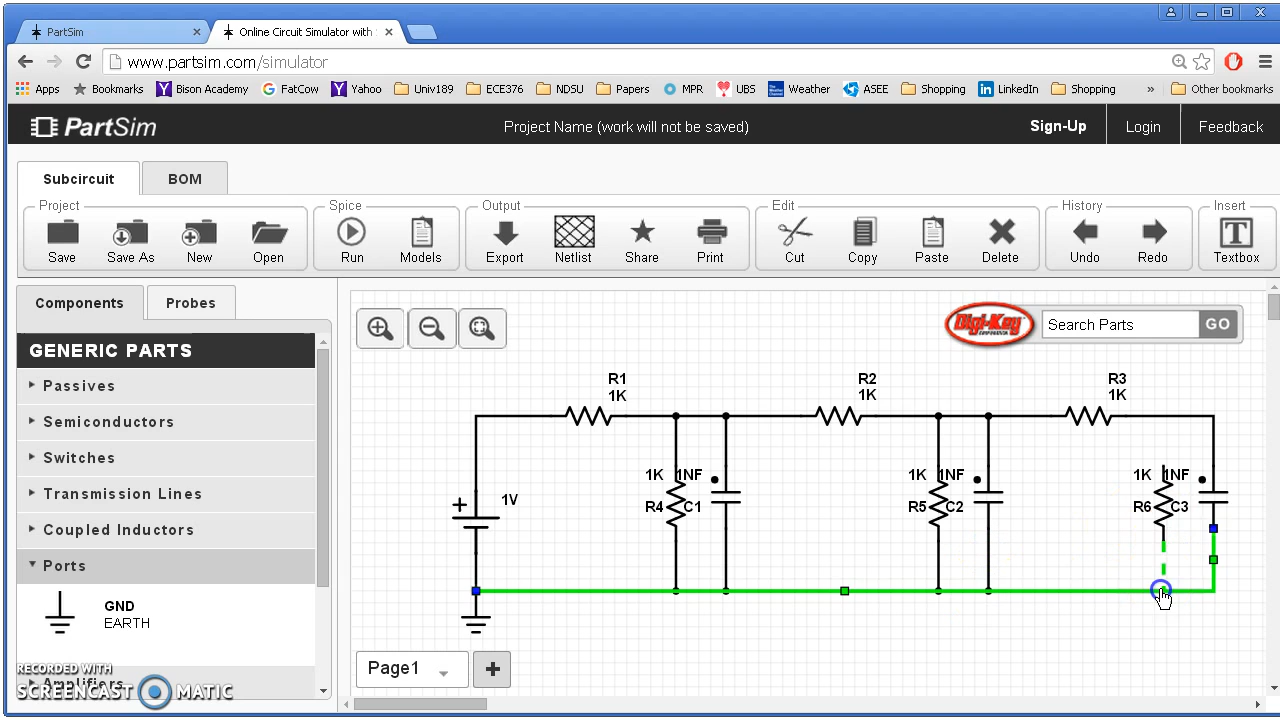 PartSim
Online Circuit Simulator with
www.partsim.com/simulator
Apps Bookmarks Bison Academy CatCow Yahoo Univ189 ECE376 NDSU Papers MPR UBS Weather ASEE Shopping LinkedIn Shopping » Other bookmarks
PartSim Project Name (work will not be saved) Sign-Up Login Feedback
Subcircuit BOM
Project Spice Output Edit History Insert
Save Save As New Open Run Models Export Netlist Share Print Cut Copy Paste Delete Undo Redo Textbox
Components Probes
GENERIC PARTS
Passives
Semiconductors
Switches
Transmission Lines
Coupled Inductors
Ports
GND
EARTH
Amplifiers
RECORDED WITH
SCREENCAST MATIC
Digi-Key
CORPORATION
Search Parts GO
R1 R2 R3
1K 1K 1K
1K 1NF 1K 1NF 1K 1NF
+ 1V
R4 C1 R5 C2 R6 C3
Page1 +